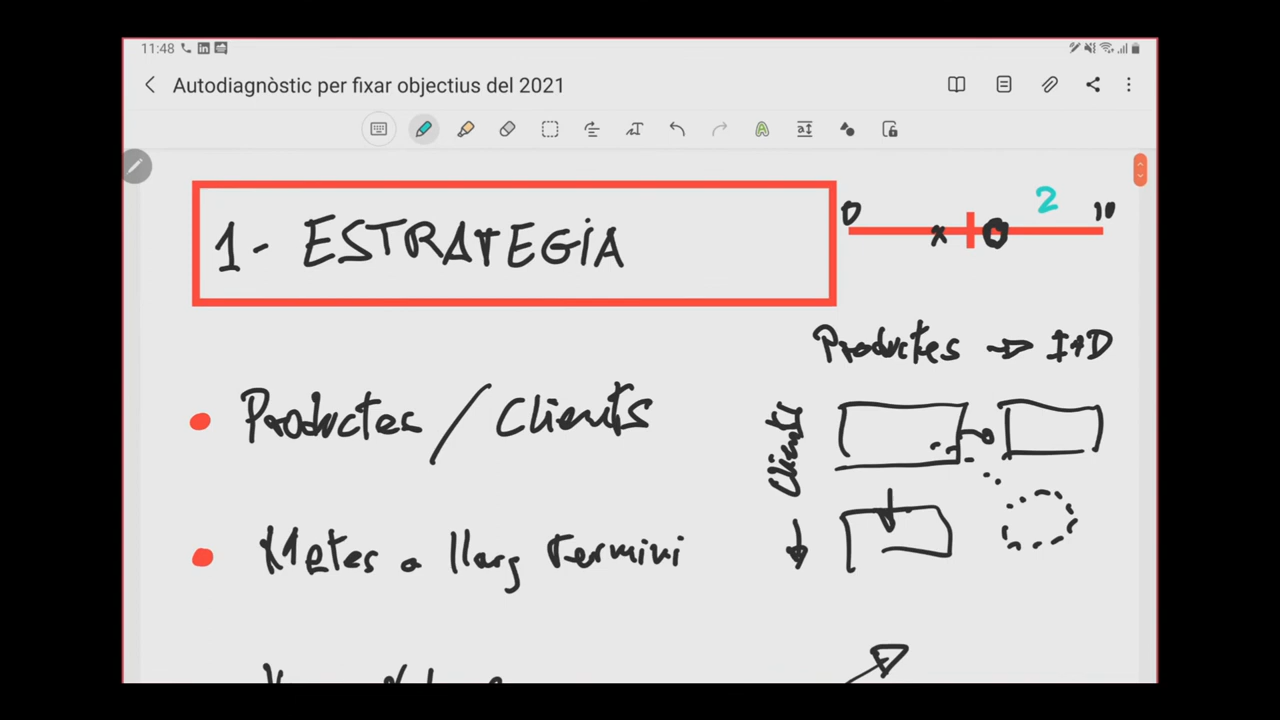 11:48
Autodiagnòstic per fixar objectius del 2021
1- ESTRATEGIA
0 2 10
Productes → I+D
Productes / Clients
Clients
Metes a llarg termini